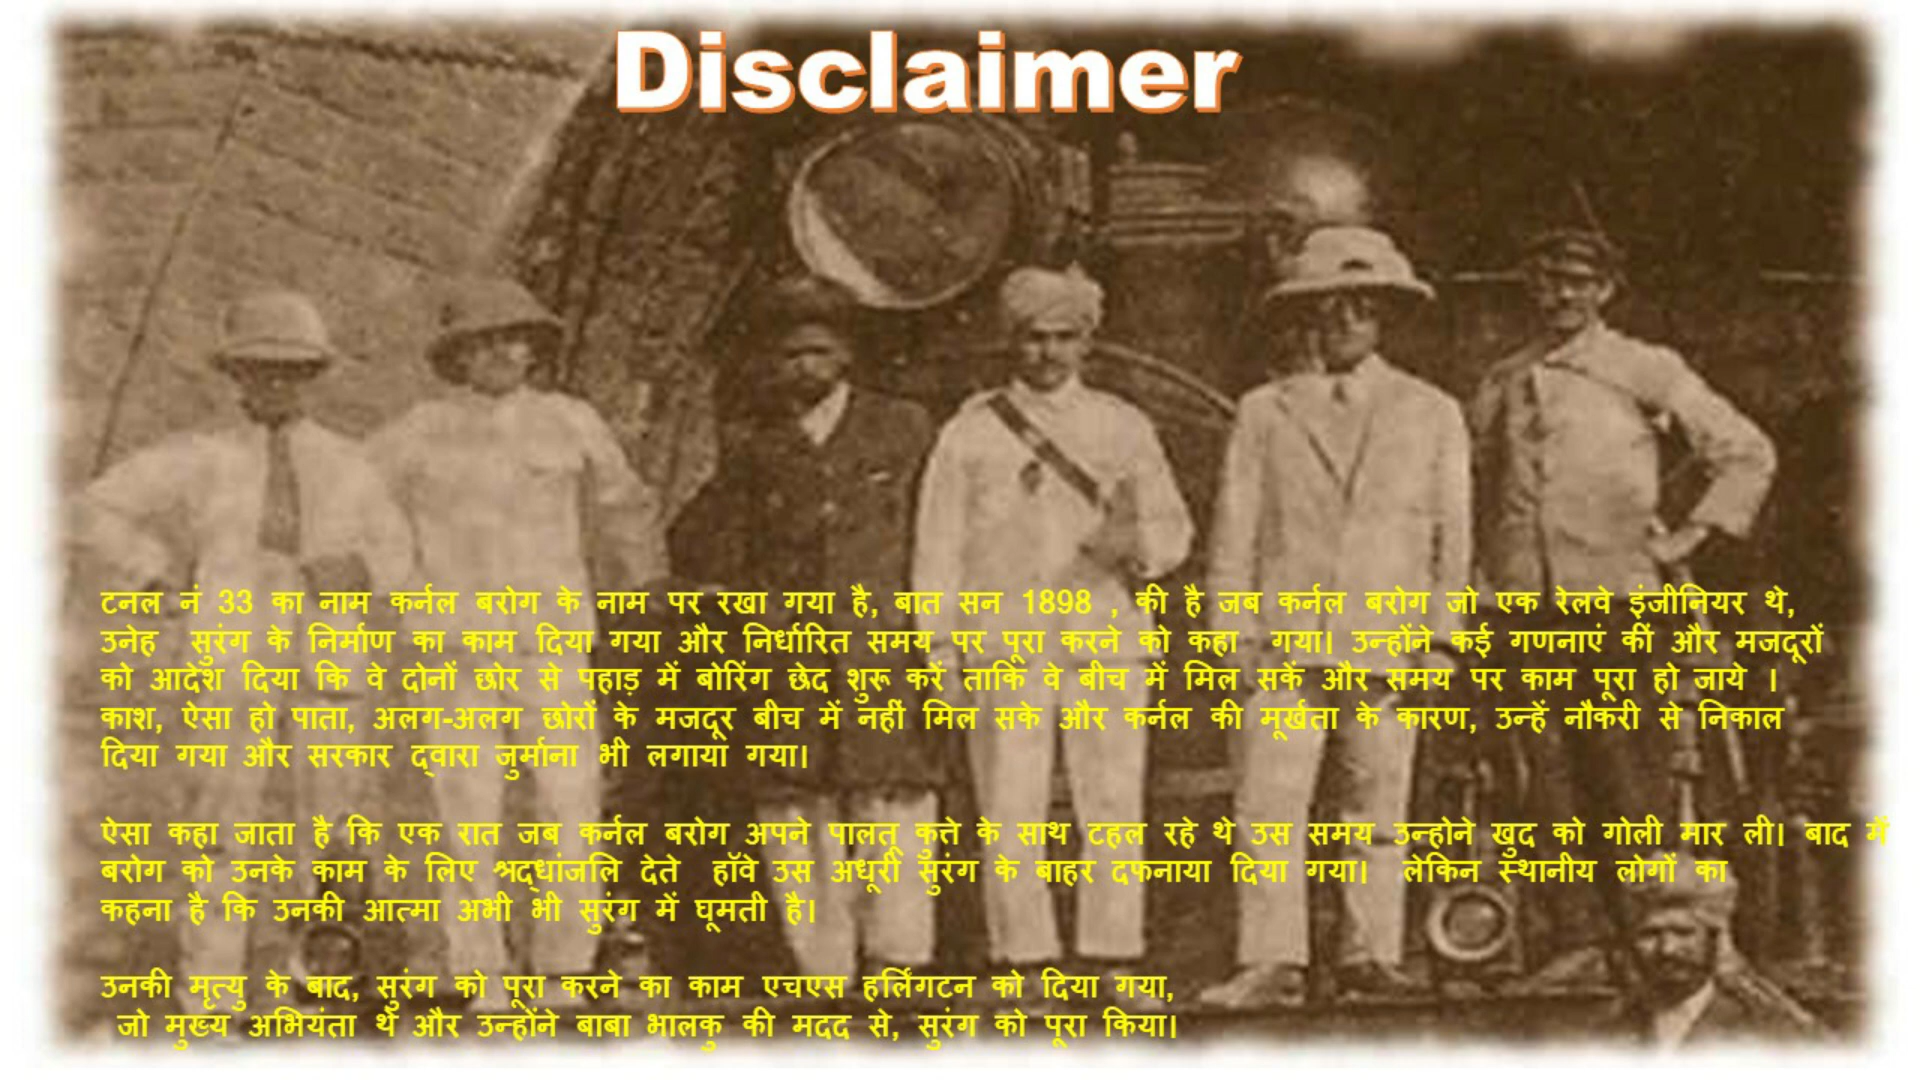 Disclaimer
टनल नं 33 का नाम कर्नल बरोग के नाम पर रखा गया है, बात सन 1898 , की है जब कर्नल बरोग जो एक रेलवे इंजीनियर थे,
उनेह सुरंग के निर्माण का काम दिया गया और निर्धारित समय पर पूरा करने को कहा गया। उन्होंने कई गणनाएं कीं और मजदूरों
को आदेश दिया कि वे दोनों छोर से पहाड़ में बोरिंग छेद शुरू करें ताकि वे बीच में मिल सकें और समय पर काम पूरा हो जाये ।
काश, ऐसा हो पाता, अलग-अलग छोरों के मजदूर बीच में नहीं मिल सके और कर्नल की मूर्खता के कारण, उन्हें नौकरी से निकाल
दिया गया और सरकार द्वारा जुर्माना भी लगाया गया।
ऐसा कहा जाता है कि एक रात जब कर्नल बरोग अपने पालतू कुत्ते के साथ टहल रहे थे उस समय उन्होने खुद को गोली मार ली। बाद में
बरोग को उनके काम के लिए श्रद्धांजलि देते हॉवे उस अधूरी सुरंग के बाहर दफनाया दिया गया। लेकिन स्थानीय लोगों का
कहना है कि उनकी आत्मा अभी भी सुरंग में घूमती है।
उनकी मृत्यु के बाद, सुरंग को पूरा करने का काम एचएस हर्लिंगटन को दिया गया,
जो मुख्य अभियंता थे और उन्होंने बाबा भालकु की मदद से, सुरंग को पूरा किया।